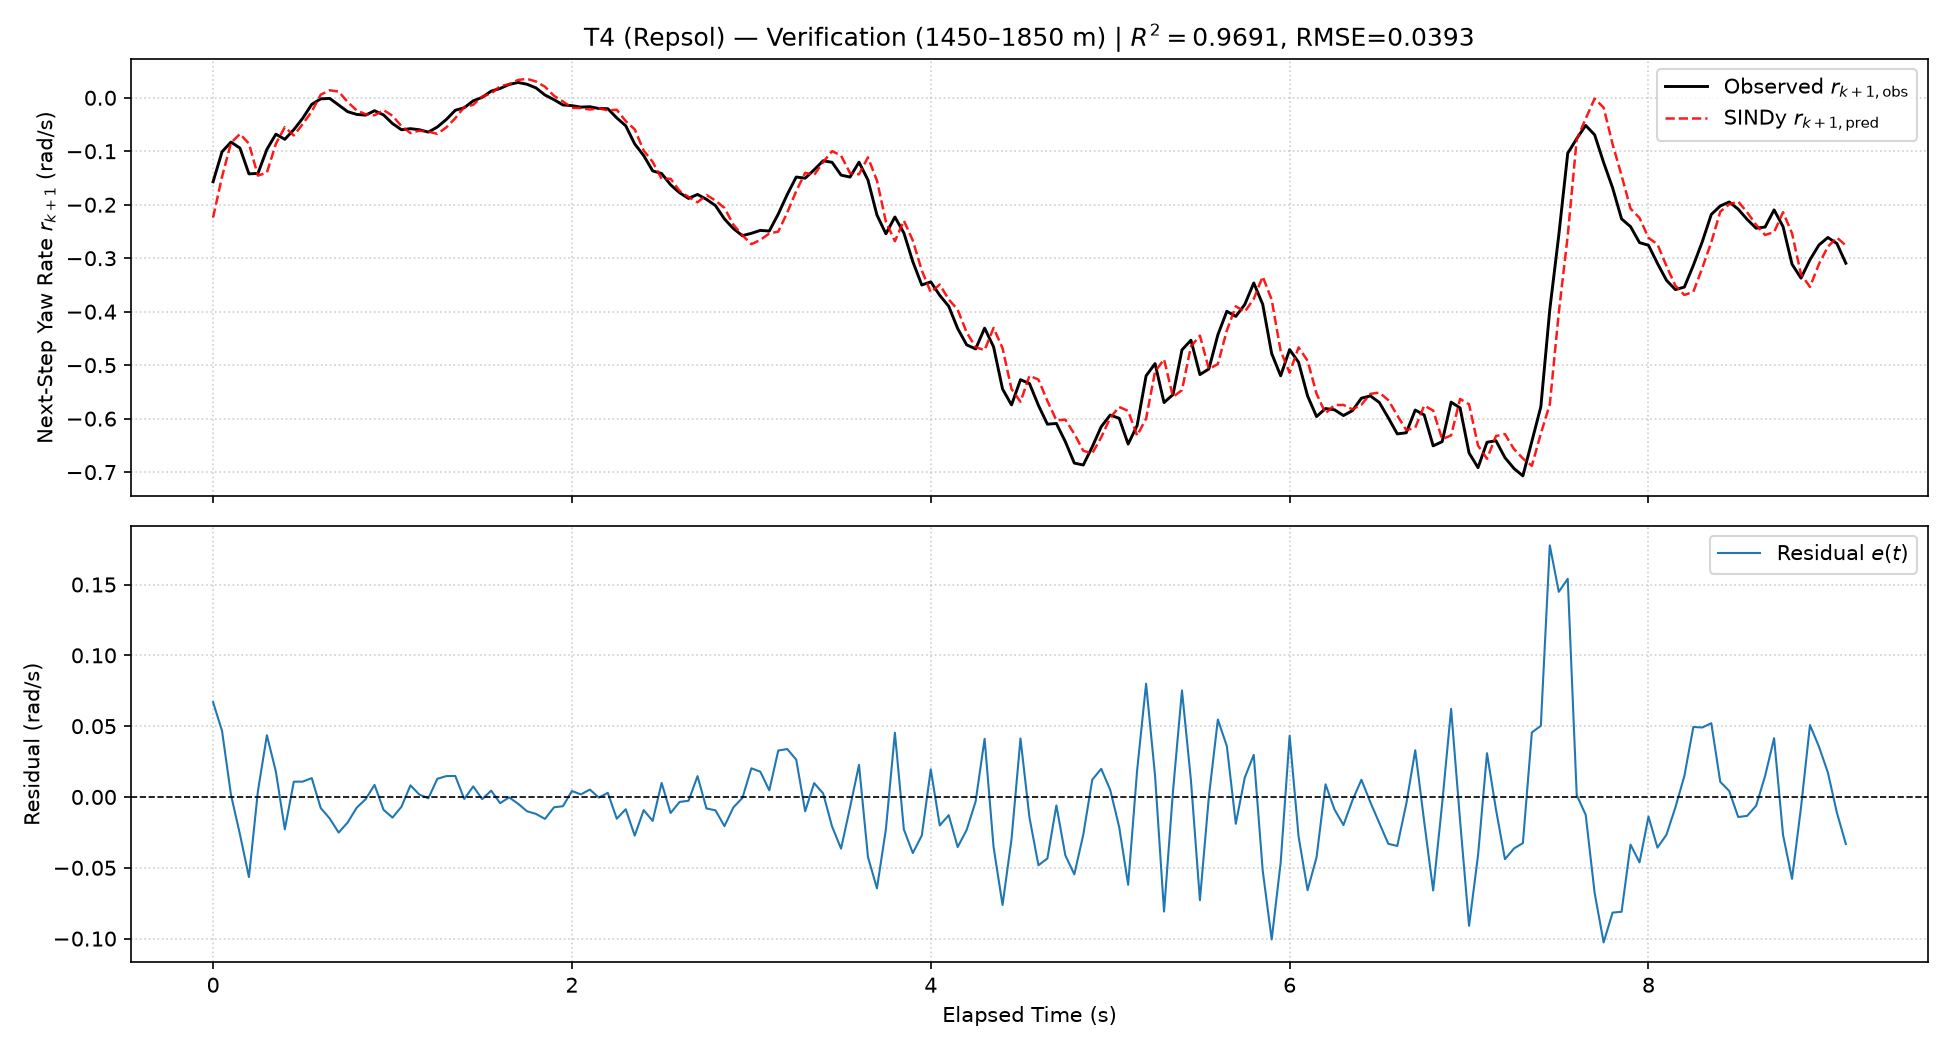 T4 (Repsol) — Verification (1450–1850 m) | $R^2 = 0.9691$, RMSE=0.0393
Next-Step Yaw Rate $r_{k+1}$ (rad/s)
0.0
−0.1
−0.2
−0.3
−0.4
−0.5
−0.6
−0.7
Observed $r_{k+1,\mathrm{obs}}$
SINDy $r_{k+1,\mathrm{pred}}$
Residual (rad/s)
0.15
0.10
0.05
0.00
−0.05
−0.10
Residual $e(t)$
0 2 4 6 8
Elapsed Time (s)